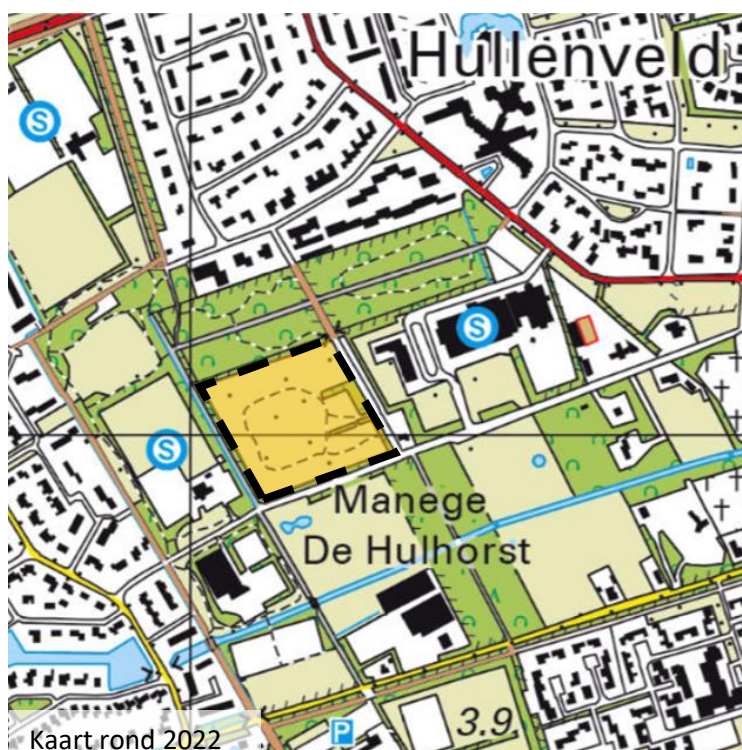 Hullenveld
S
S
S
Manege
De Hulhorst
3.9
P
Kaart rond 2022